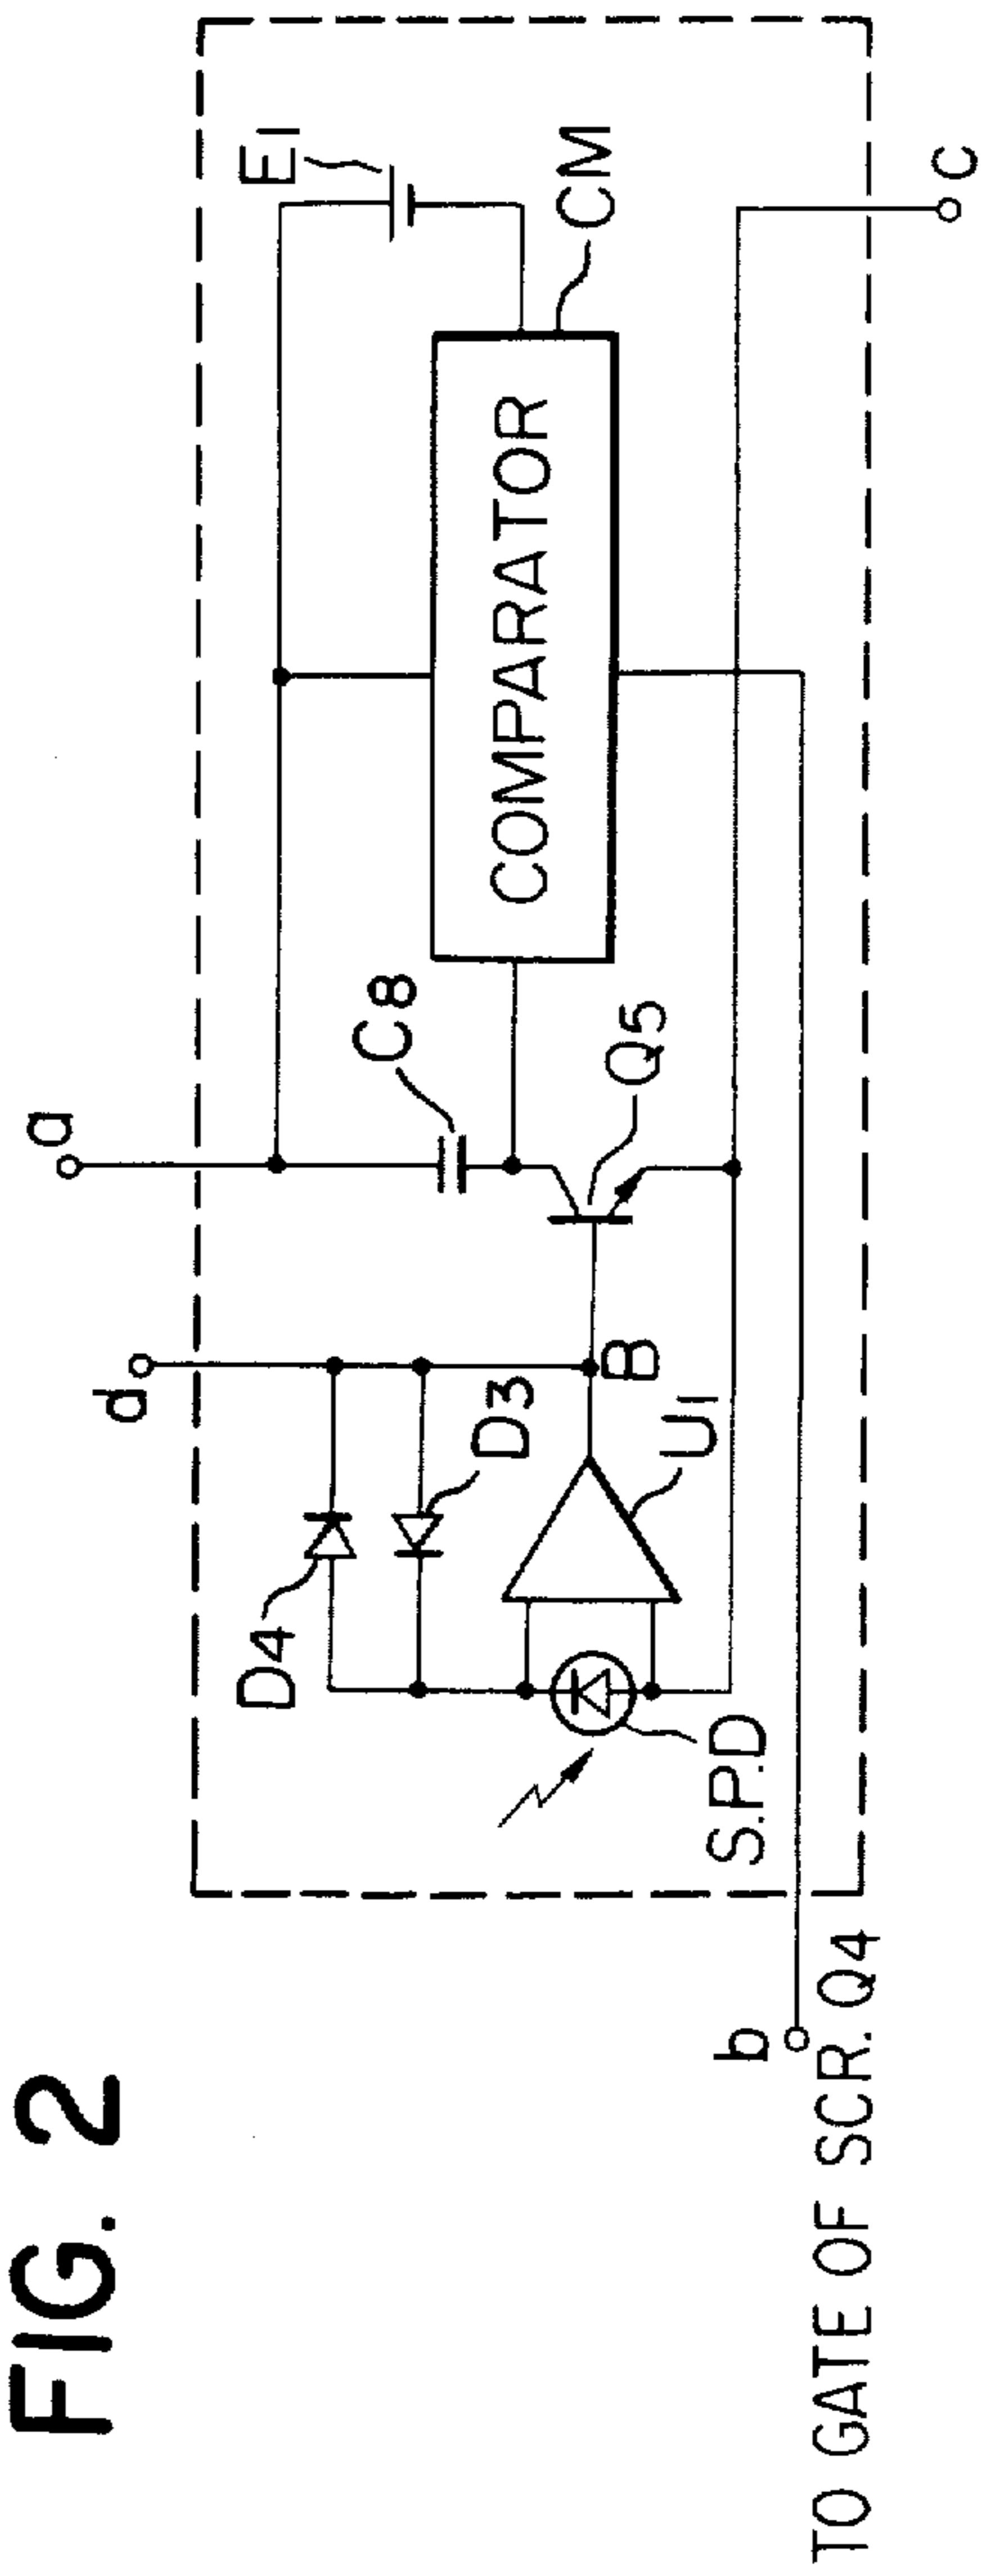 FIG. 2
a
d
C8
E1
D4
D3
COMPARATOR
CM
Q5
B
U1
S.P.D
b
c
TO GATE OF SCR. Q4